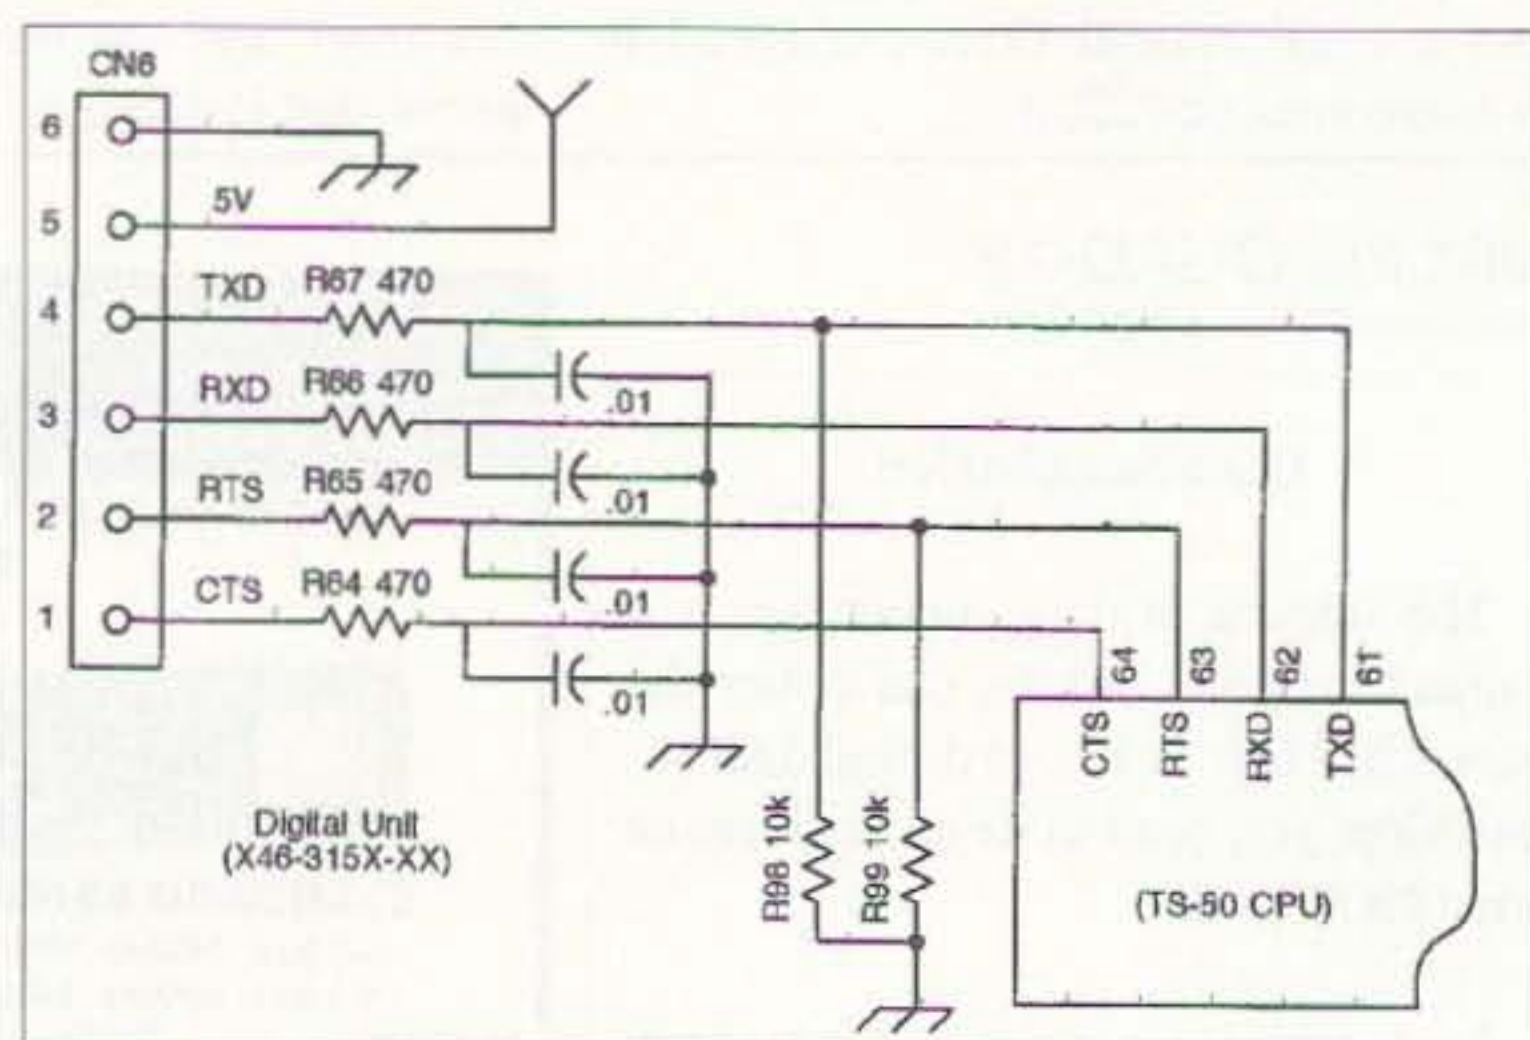 CN6
6
5V
5
TXD
R67 470
4
.01
RXD
R66 470
3
.01
RTS
R65 470
2
.01
CTS
R64 470
1
.01
64
63
62
61
CTS
RTS
RXD
TXD
Digital Unit
(X46-315X-XX)
R98 10k
R99 10k
(TS-50 CPU)